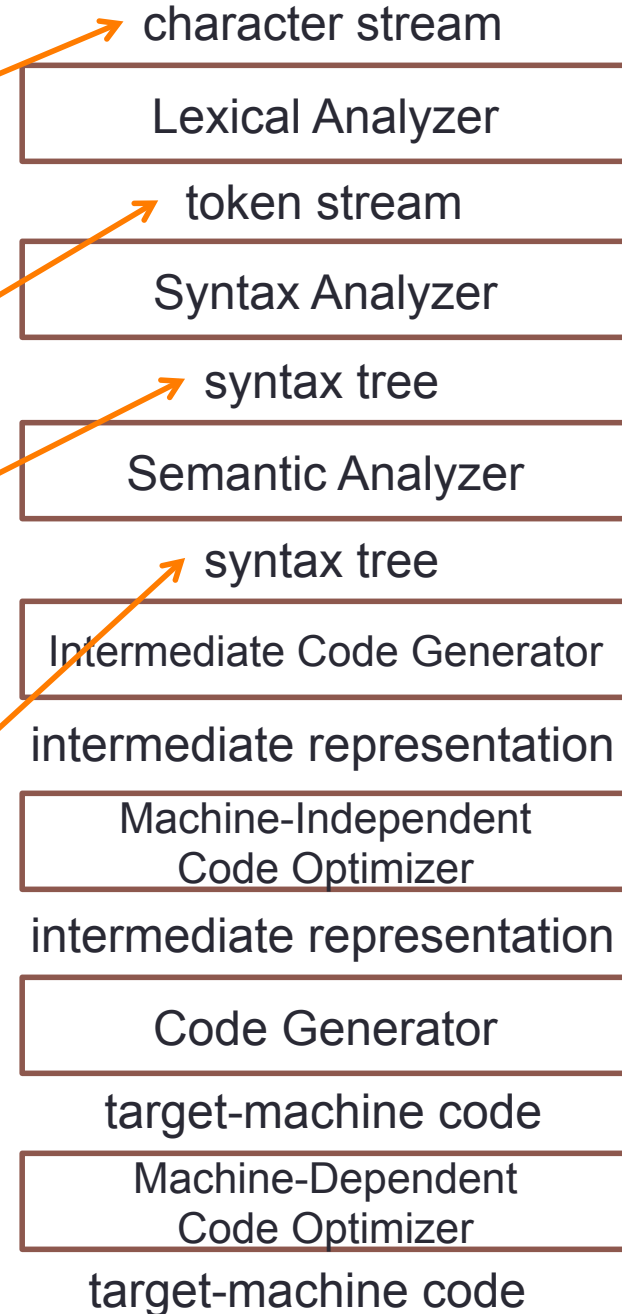 character stream
Lexical Analyzer
token stream
Syntax Analyzer
syntax tree
Semantic Analyzer
syntax tree
Intermediate Code Generator
intermediate representation
Machine-Independent
Code Optimizer
intermediate representation
Code Generator
target-machine code
Machine-Dependent
Code Optimizer
target-machine code